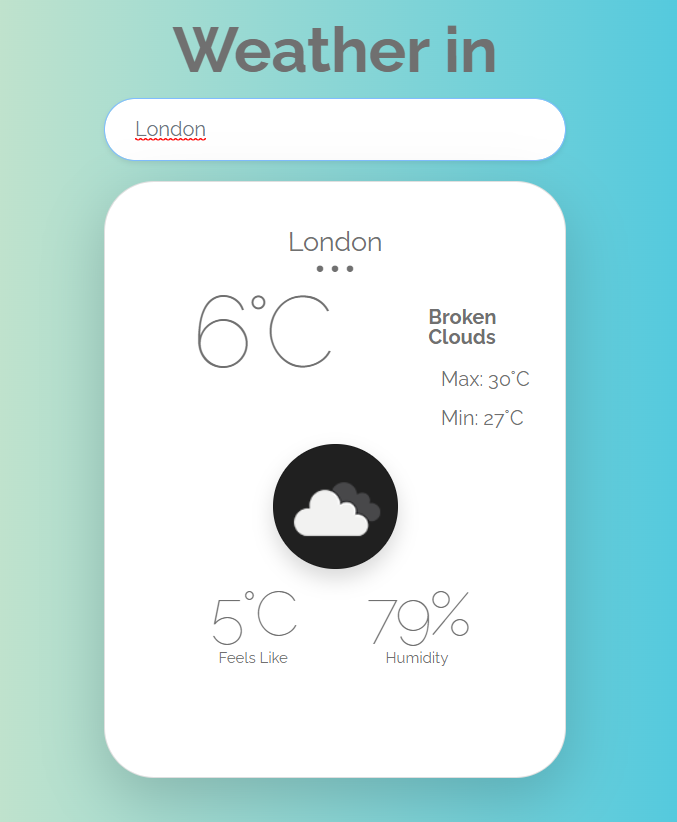 Weather in
London
London
6°C
Broken
Clouds
Max: 30°C
Min: 27°C
5°C
Feels Like
79%
Humidity